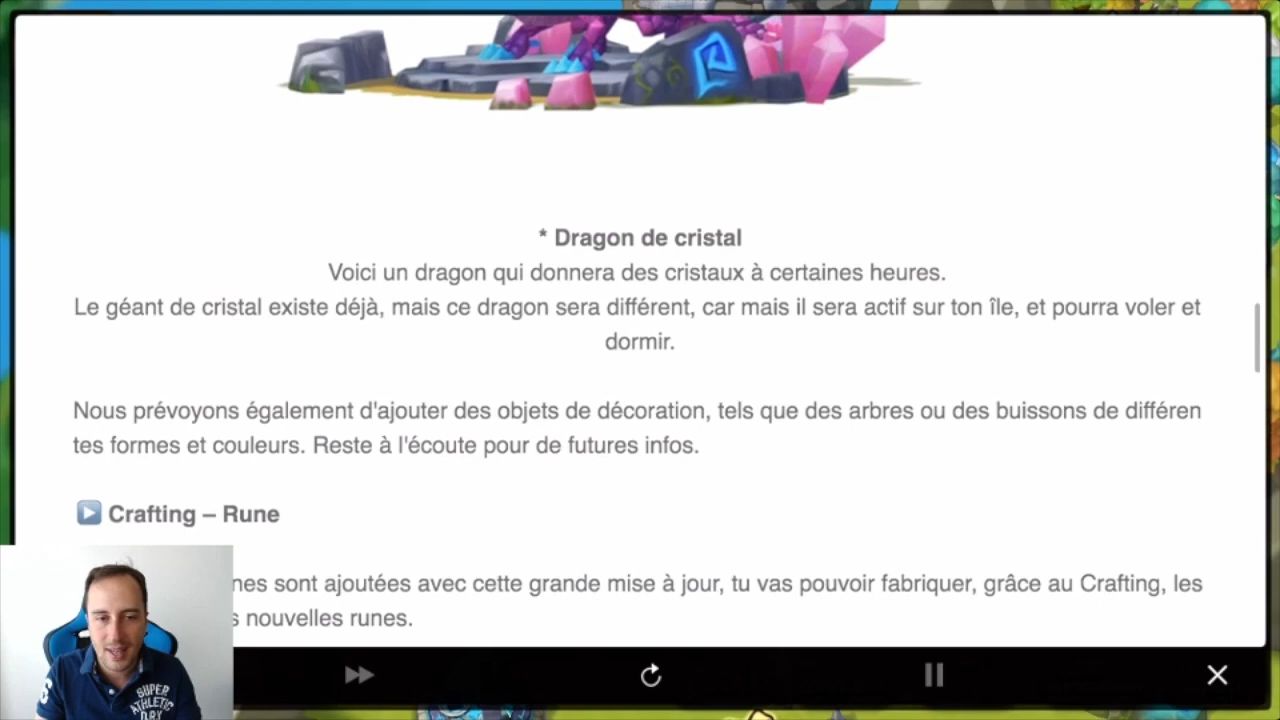 * Dragon de cristal
Voici un dragon qui donnera des cristaux à certaines heures.
Le géant de cristal existe déjà, mais ce dragon sera différent, car mais il sera actif sur ton île, et pourra voler et
dormir.
Nous prévoyons également d'ajouter des objets de décoration, tels que des arbres ou des buissons de différen
tes formes et couleurs. Reste à l'écoute pour de futures infos.
Crafting – Rune
sont ajoutées avec cette grande mise à jour, tu vas pouvoir fabriquer, grâce au Crafting, les
nouvelles runes.
SUPER
ATHLETIC